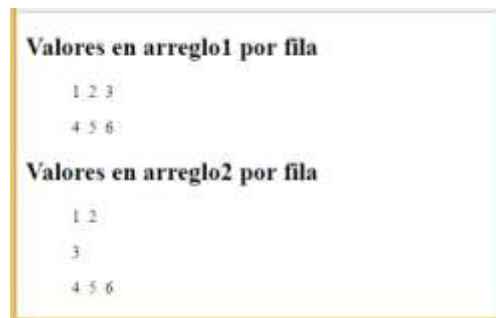 Valores en arreglo1 por fila
1 2 3
4 5 6
Valores en arreglo2 por fila
1 2
3
4 5 6